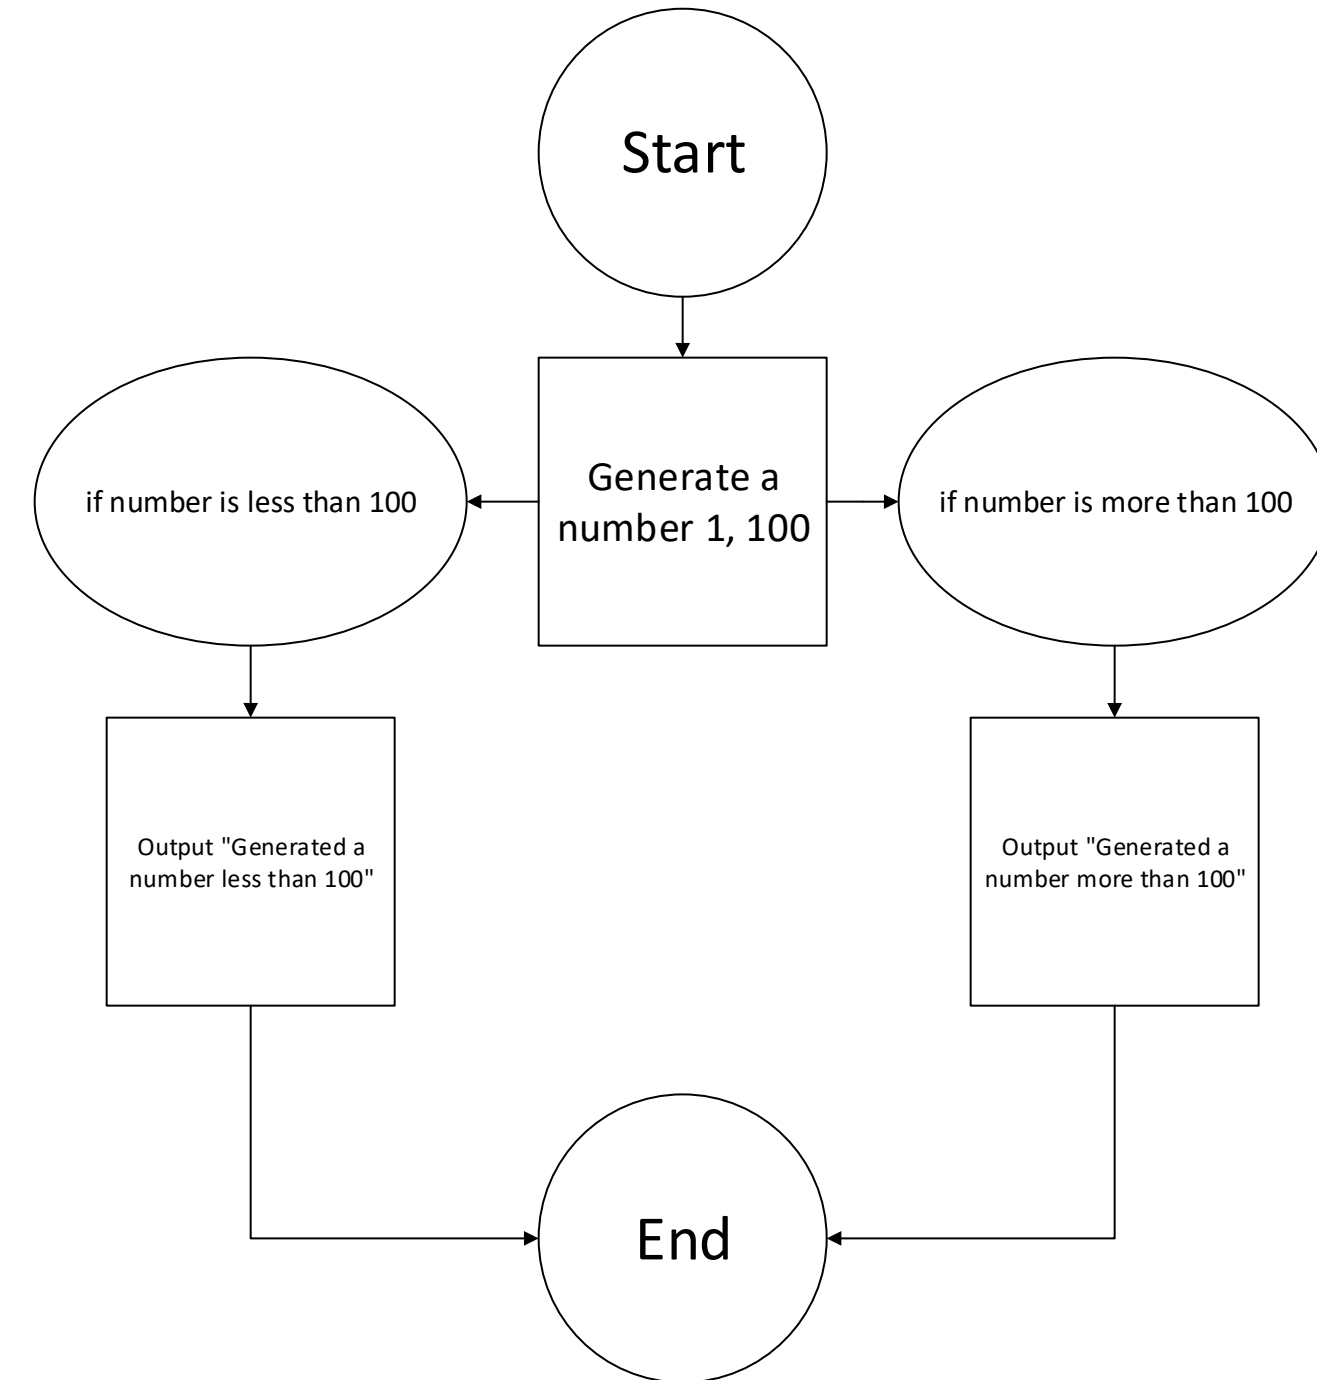 Start
if number is less than 100
Generate a
number 1, 100
if number is more than 100
Output "Generated a
number less than 100"
Output "Generated a
number more than 100"
End